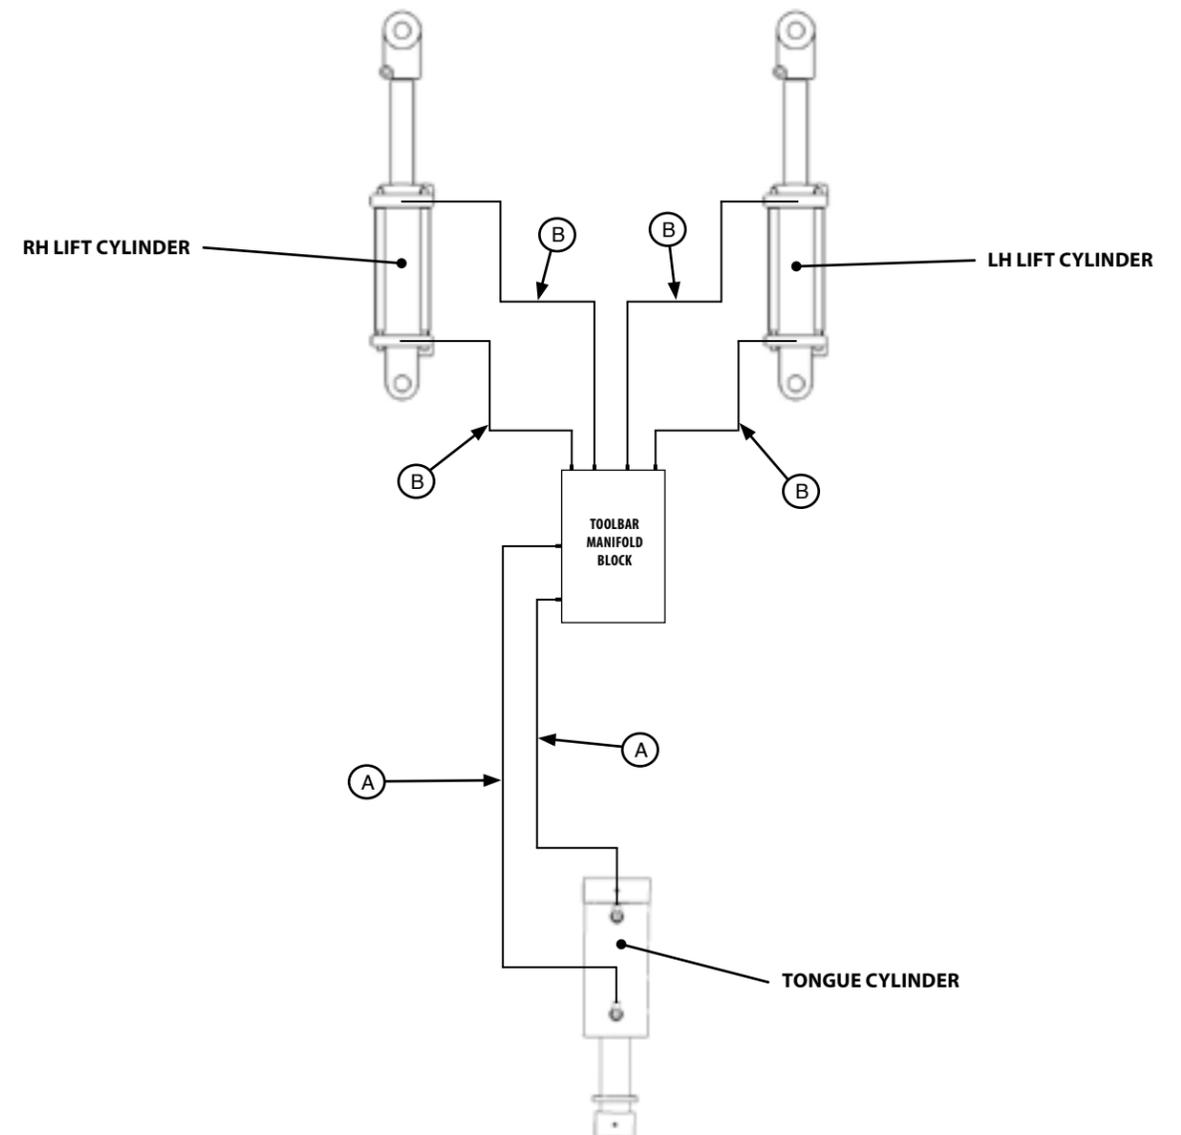 B
B
RH LIFT CYLINDER
LH LIFT CYLINDER
B
B
TOOLBAR
MANIFOLD
BLOCK
A
A
TONGUE CYLINDER